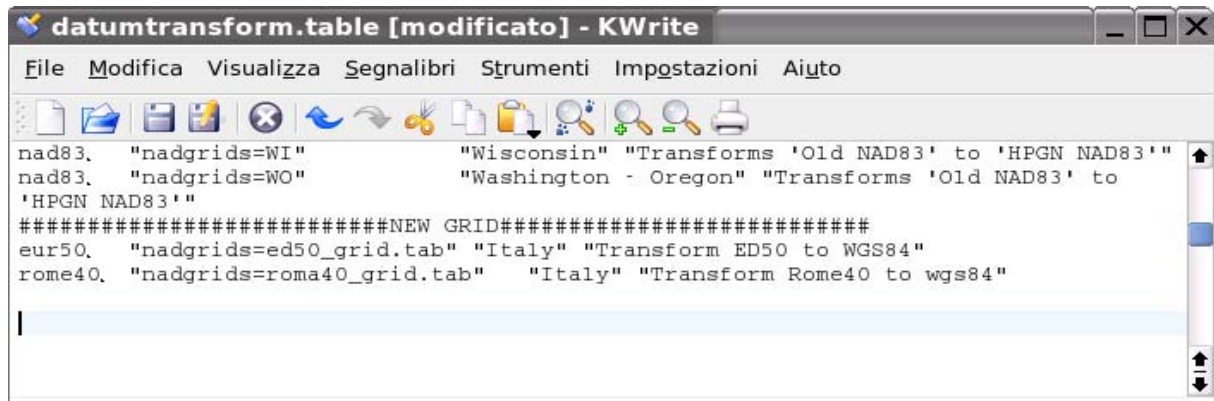 datumtransform.table [modificato] - KWrite
File Modifica Visualizza Segnalibri Strumenti Impostazioni Aiuto
nad83. "nadgrids=WI" "Wisconsin" "Transforms 'Old NAD83' to 'HPGN NAD83'"
nad83. "nadgrids=WO" "Washington - Oregon" "Transforms 'Old NAD83' to
'HPGN NAD83'"
###########################NEW GRID###########################
eur50. "nadgrids=ed50_grid.tab" "Italy" "Transform ED50 to WGS84"
rome40. "nadgrids=roma40_grid.tab" "Italy" "Transform Rome40 to wgs84"